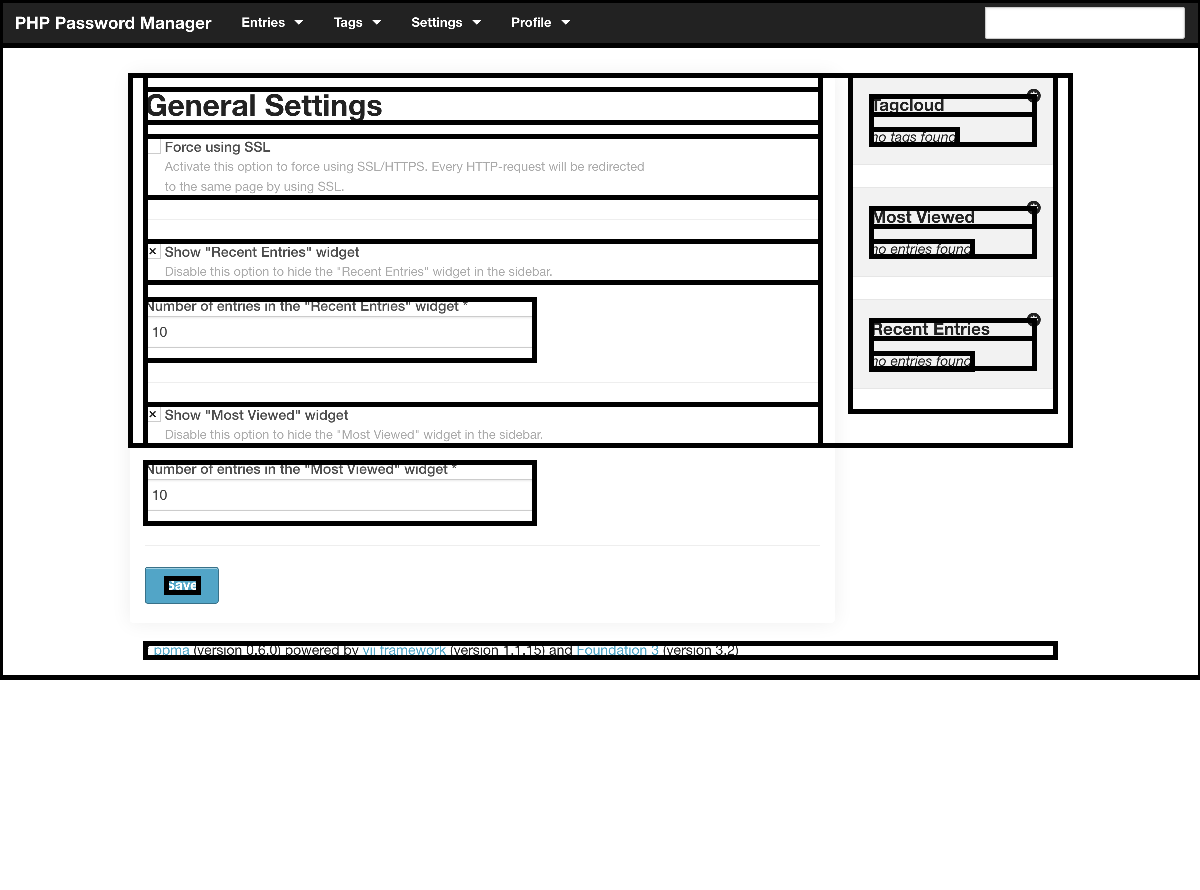 PHP Password Manager Entries Tags Settings Profile
General Settings
Force using SSL
Activate this option to force using SSL/HTTPS. Every HTTP-request will be redirected
to the same page by using SSL.
Show "Recent Entries" widget
Disable this option to hide the "Recent Entries" widget in the sidebar.
Number of entries in the "Recent Entries" widget *
10
Show "Most Viewed" widget
Disable this option to hide the "Most Viewed" widget in the sidebar.
Number of entries in the "Most Viewed" widget *
10
Save
Tagcloud
no tags found
Most Viewed
no entries found
Recent Entries
no entries found
ppma (version 0.6.0) powered by yii framework (version 1.1.15) and Foundation 3 (version 3.2)